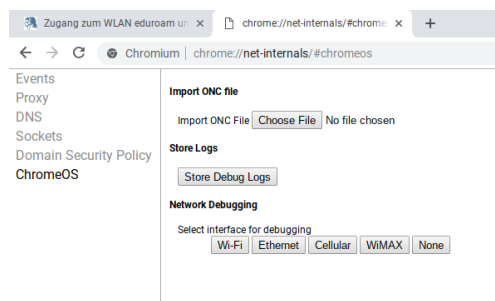 Zugang zum WLAN eduroam un
chrome://net-internals/#chrome
Chromium | chrome://net-internals/#chromeos
Events
Proxy
DNS
Sockets
Domain Security Policy
ChromeOS
Import ONC file
Import ONC File Choose File No file chosen
Store Logs
Store Debug Logs
Network Debugging
Select interface for debugging
Wi-Fi Ethernet Cellular WiMAX None